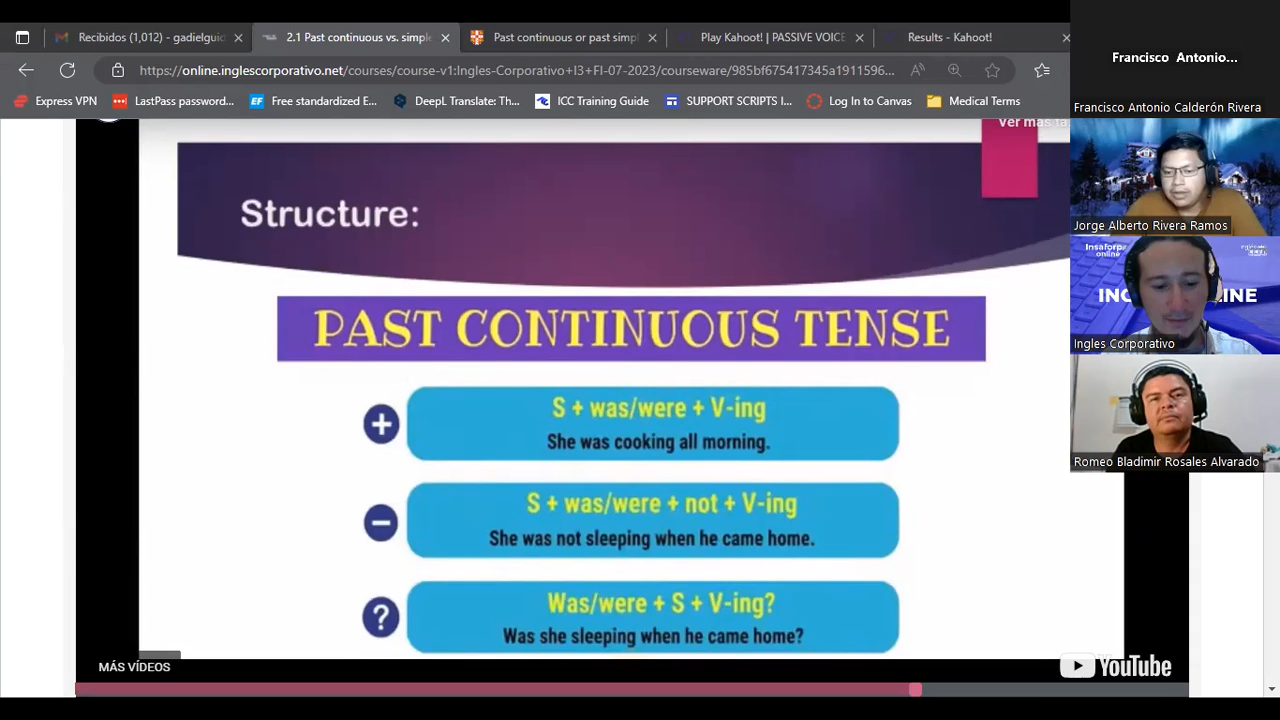 Recibidos (1,012) - gadielguid
2.1 Past continuous vs. simple
Past continuous or past simpl
Play Kahoot! | PASSIVE VOICE
Results - Kahoot!
https://online.inglescorporativo.net/courses/course-v1:Ingles-Corporativo+I3+FI-07-2023/courseware/985bf675417345a1911596...
Express VPN
LastPass password...
Free standardized E...
DeepL Translate: Th...
ICC Training Guide
SUPPORT SCRIPTS I...
Log In to Canvas
Medical Terms
Francisco Antonio...
Francisco Antonio Calderón Rivera
Jorge Alberto Rivera Ramos
Insaforp
online
Ingles Corporativo
Romeo Bladimir Rosales Alvarado
Structure:
PAST CONTINUOUS TENSE
+
S + was/were + V-ing
She was cooking all morning.
−
S + was/were + not + V-ing
She was not sleeping when he came home.
?
Was/were + S + V-ing?
Was she sleeping when he came home?
MÁS VÍDEOS
YouTube